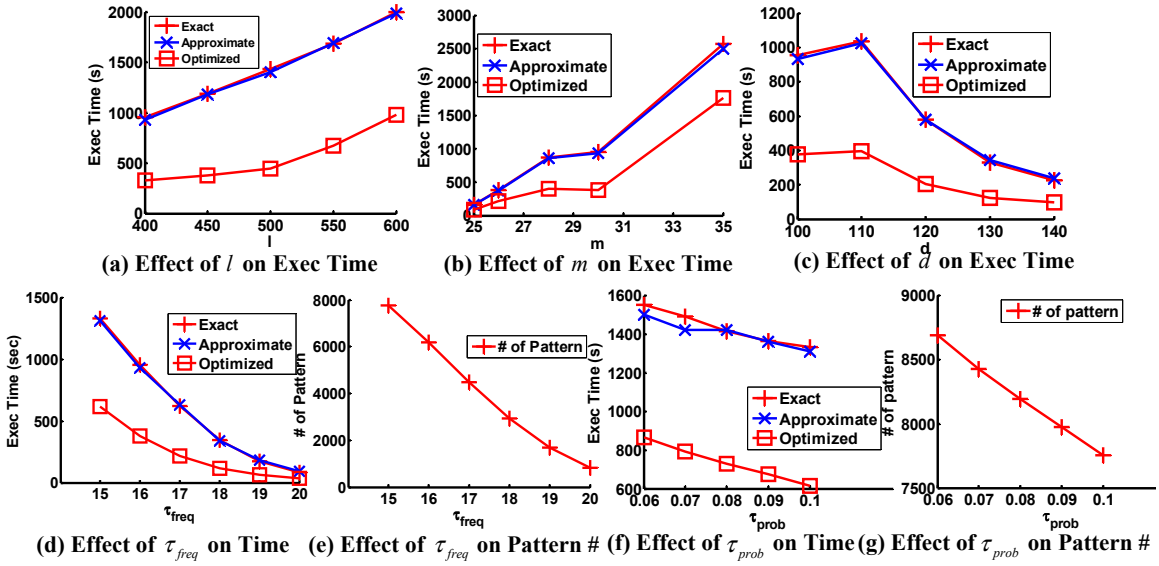 2000
1500
1000
500
0
Exec Time (s)
Exact
Approximate
Optimized
400 450 500 550 600
l
(a) Effect of l on Exec Time
3000
2500
2000
1500
1000
500
0
Exec Time (s)
Exact
Approximate
Optimized
25 27 29 31 33 35
m
(b) Effect of m on Exec Time
1200
1000
800
600
400
200
0
Exec Time (s)
Exact
Approximate
Optimized
100 110 120 130 140
d
(c) Effect of d on Exec Time
1500
1000
500
0
Exec Time (sec)
Exact
Approximate
Optimized
15 16 17 18 19 20
τfreq
(d) Effect of τ freq on Time
8000
6000
4000
2000
0
# of Pattern
# of Pattern
15 16 17 18 19 20
τfreq
(e) Effect of τ freq on Pattern #
1600
1400
1200
1000
800
600
Exec Time (s)
Exact
Approximate
Optimized
0.06 0.07 0.08 0.09 0.1
τprob
(f) Effect of τ prob on Time
9000
8500
8000
7500
# of pattern
# of pattern
0.06 0.07 0.08 0.09 0.1
τprob
(g) Effect of τ prob on Pattern #